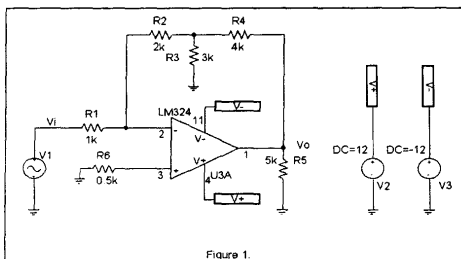 R2
2k
R4
4k
R3
3k
LM324
11
V-
V+
V-
Vi
R1
1k
2
-
V-
Vo
1
V1
R6
0.5k
3
+
V+
4
U3A
5k
R5
V+
DC=12
DC=-12
V2
V3
Figure 1.